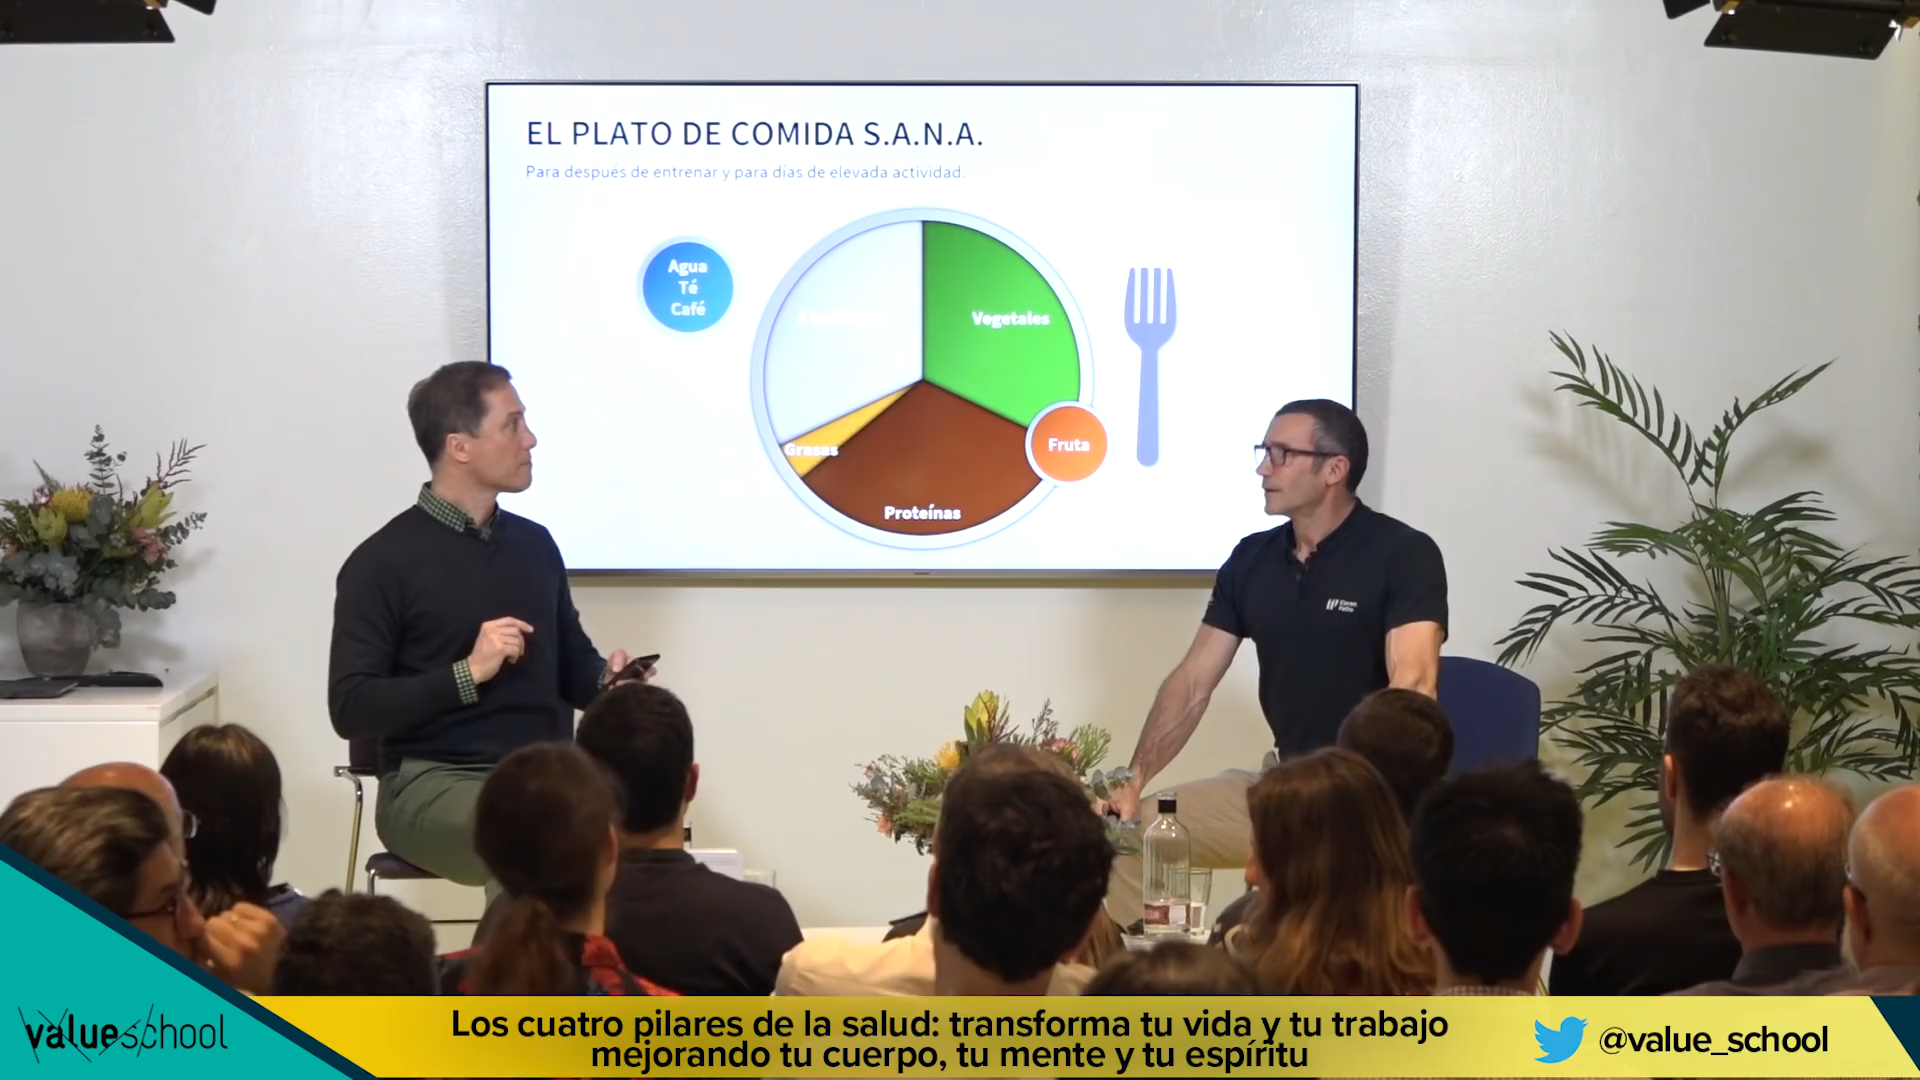 EL PLATO DE COMIDA S.A.N.A.
Para después de entrenar y para días de elevada actividad.
Agua
Té
Café
Vegetales
Grasas
Fruta
Proteínas
Eleven
Paths
valueschool
Los cuatro pilares de la salud: transforma tu vida y tu trabajo
mejorando tu cuerpo, tu mente y tu espíritu
@value_school